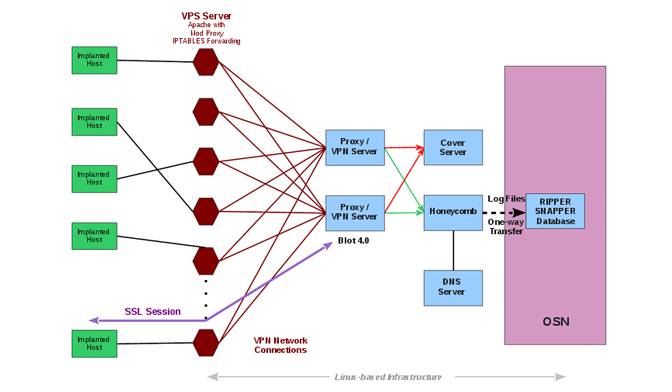 VPS Server
Apache with
Mod Proxy
IPTABLES Forwarding
Implanted
Host
Implanted
Host
Implanted
Host
Implanted
Host
Implanted
Host
Proxy /
VPN Server
Proxy /
VPN Server
Blot 4.0
Cover
Server
Honeycomb
DNS
Server
Log Files
One-way
Transfer
RIPPER
SNAPPER
Database
OSN
SSL Session
VPN Network
Connections
Linux-based Infrastructure